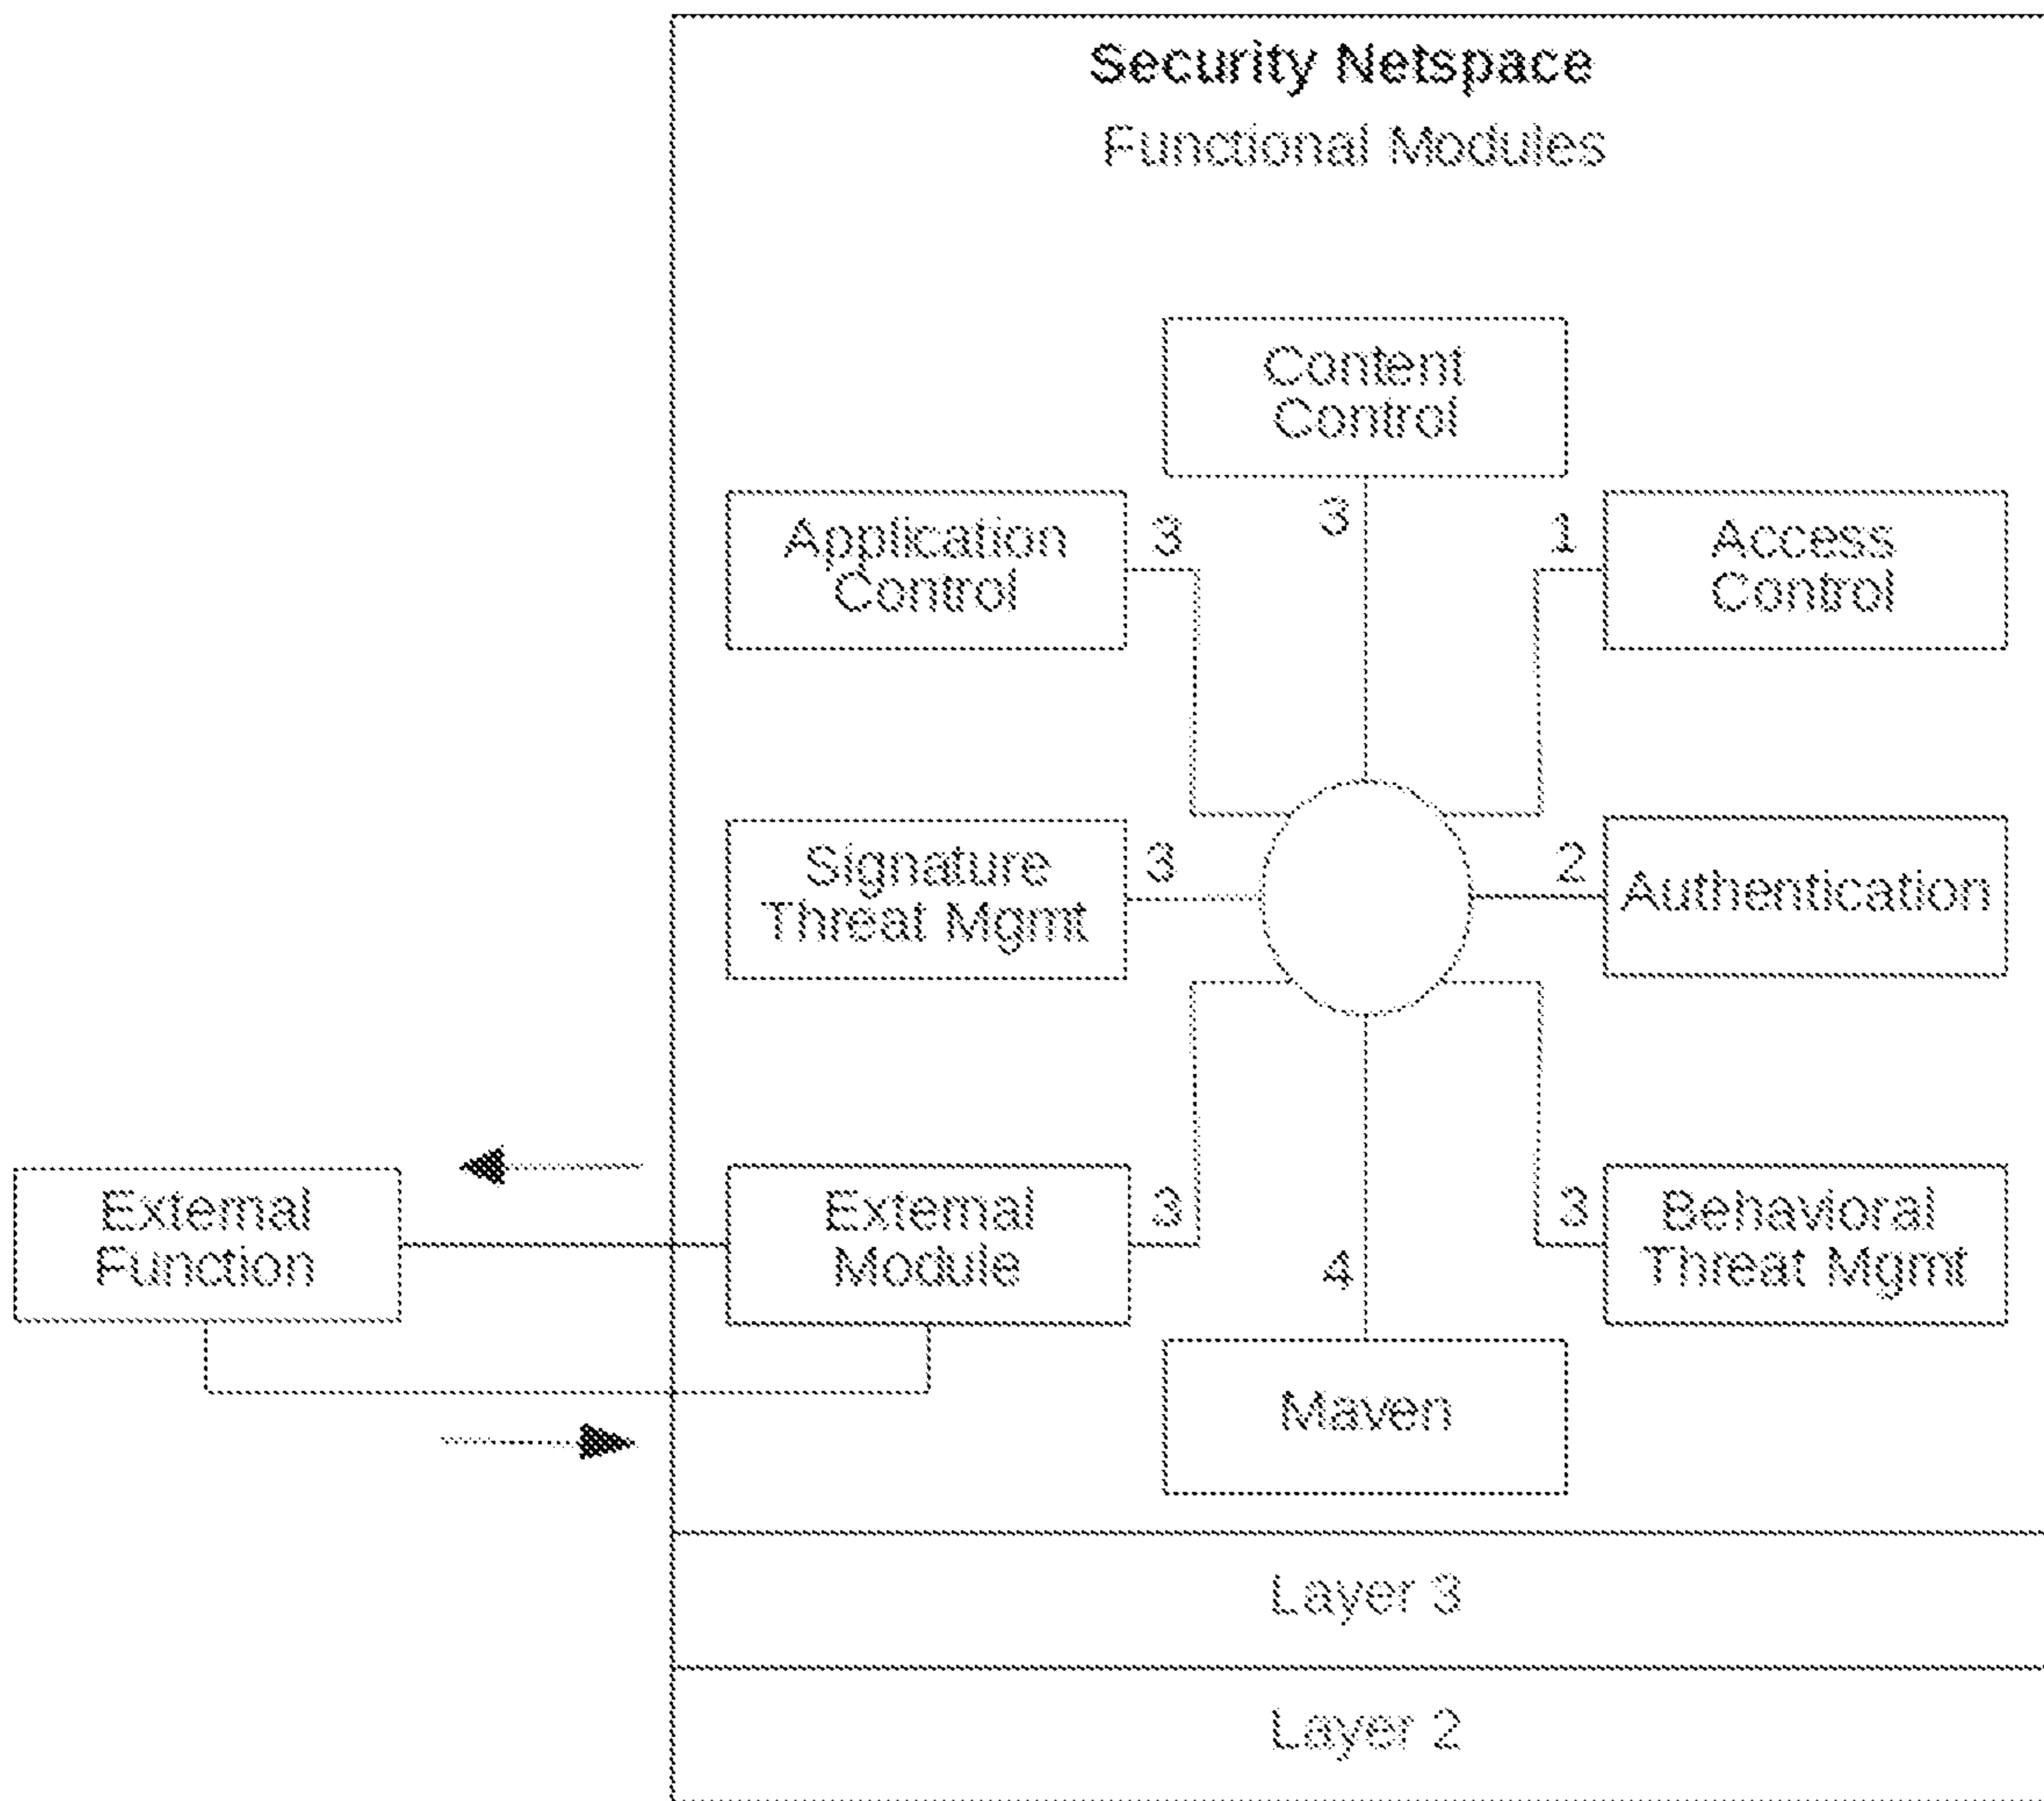 Security Netspace
Functional Modules
Content
Control
3
Application
Control
3
1
Access
Control
Signature
Threat Mgmt
3
2
Authentication
External
Function
External
Module
3
4
3
Behavioral
Threat Mgmt
Maven
Layer 3
Layer 2